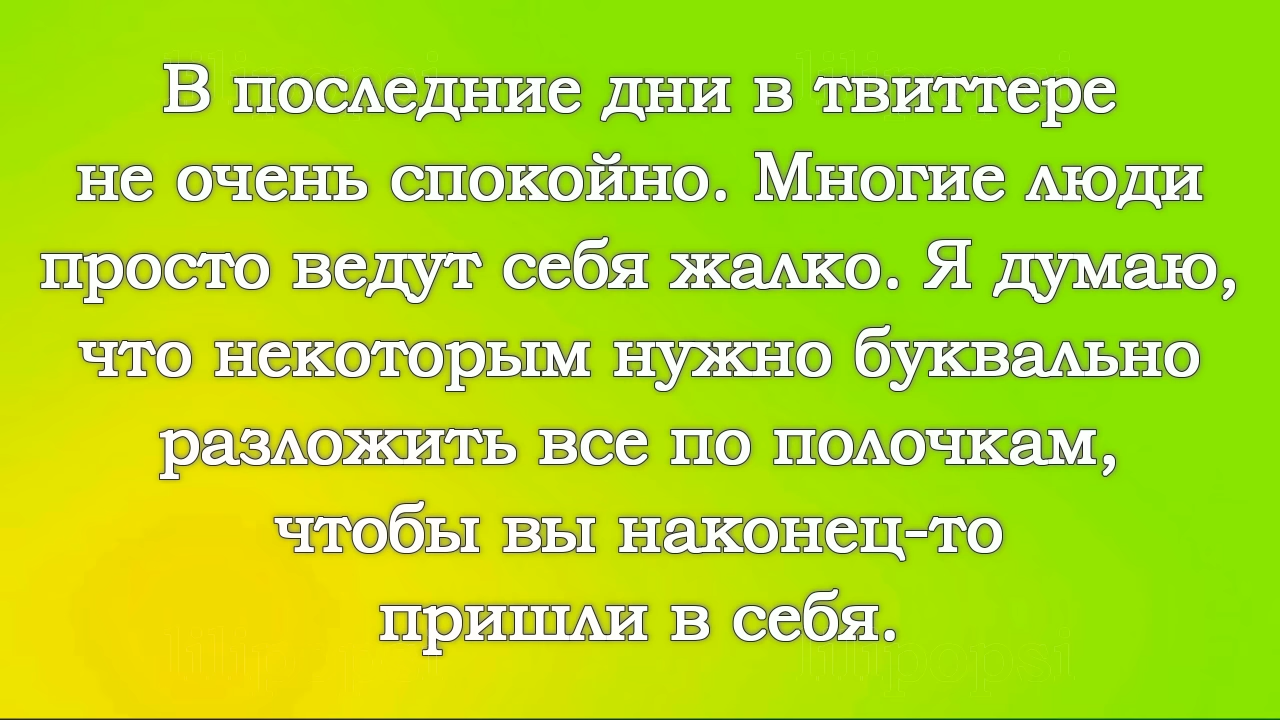 В последние дни в твиттере
не очень спокойно. Многие люди
просто ведут себя жалко. Я думаю,
что некоторым нужно буквально
разложить все по полочкам,
чтобы вы наконец-то
пришли в себя.